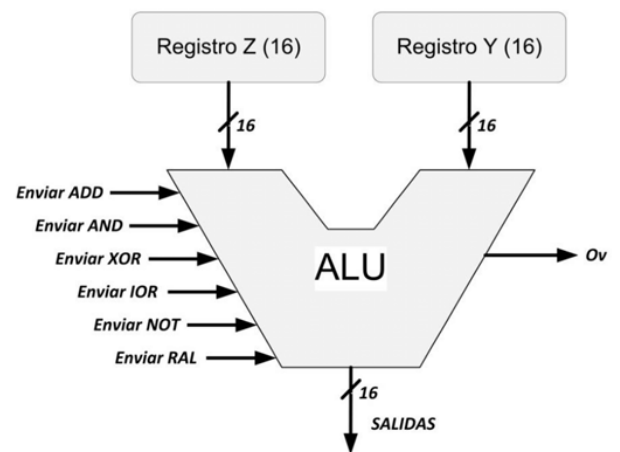 Registro Z (16)
Registro Y (16)
16
16
Enviar ADD
Enviar AND
Enviar XOR
Enviar IOR
Enviar NOT
Enviar RAL
ALU
Ov
16
SALIDAS